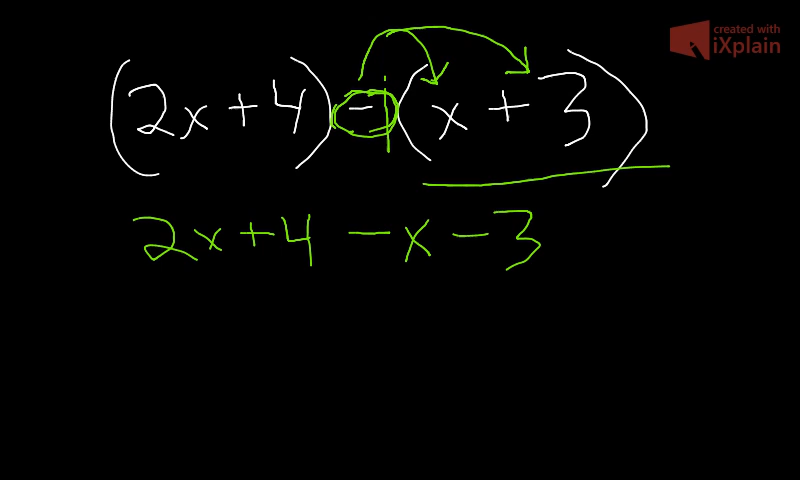 created with
iXplain
(2x + 4) - 1 (x + 3)
2x + 4 - x - 3